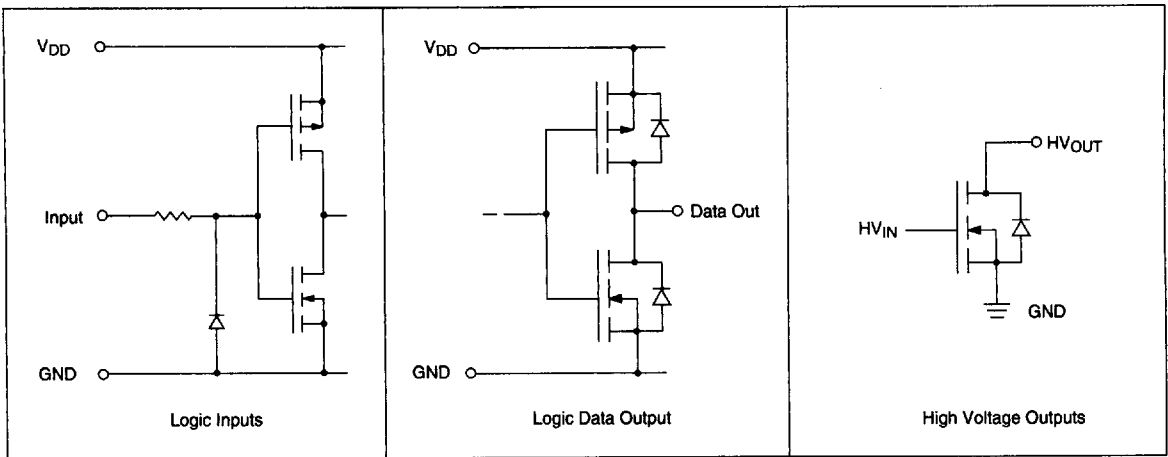 VDD
Input
GND
Logic Inputs
VDD
Data Out
GND
Logic Data Output
HVOUT
HVIN
GND
High Voltage Outputs